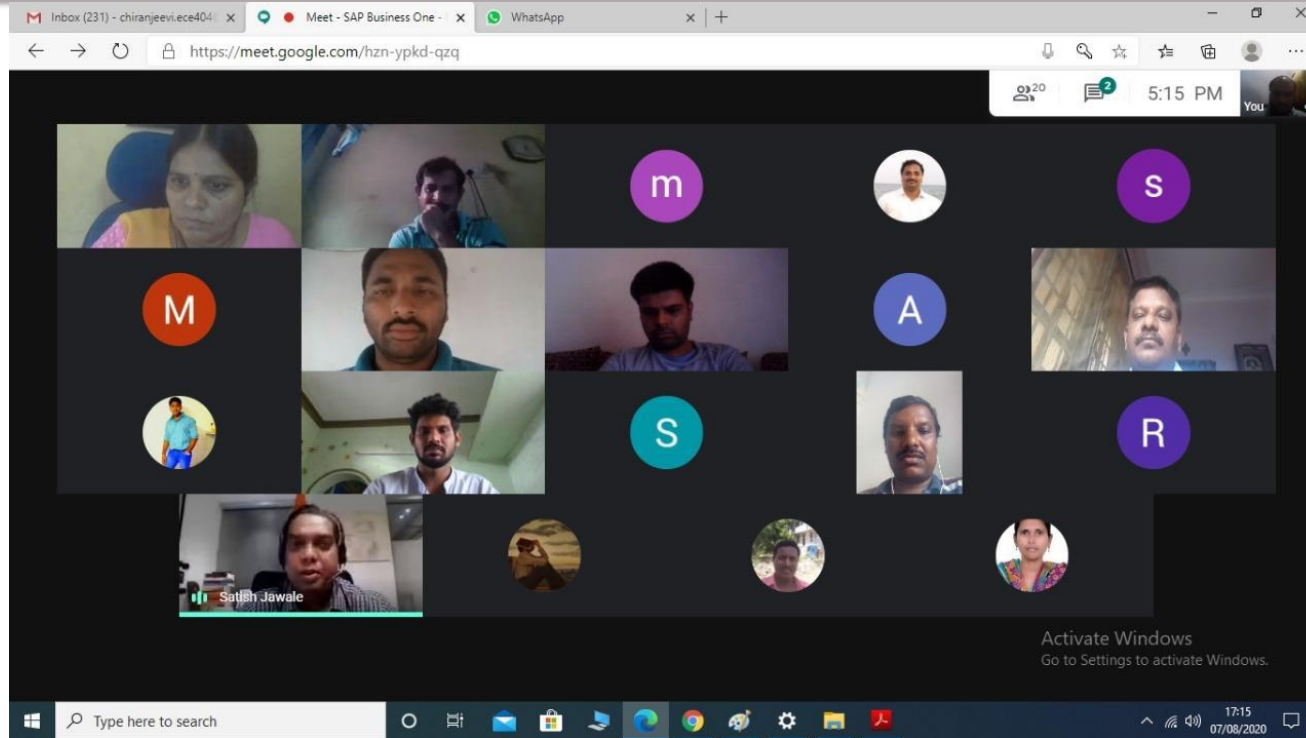 Inbox (231) - chiranjeevi.ece404
Meet - SAP Business One -
WhatsApp
https://meet.google.com/hzn-ypkd-qzq
20
2
5:15 PM
You
m
s
M
A
S
R
Satish Jawale
Activate Windows
Go to Settings to activate Windows.
Type here to search
17:15
07/08/2020